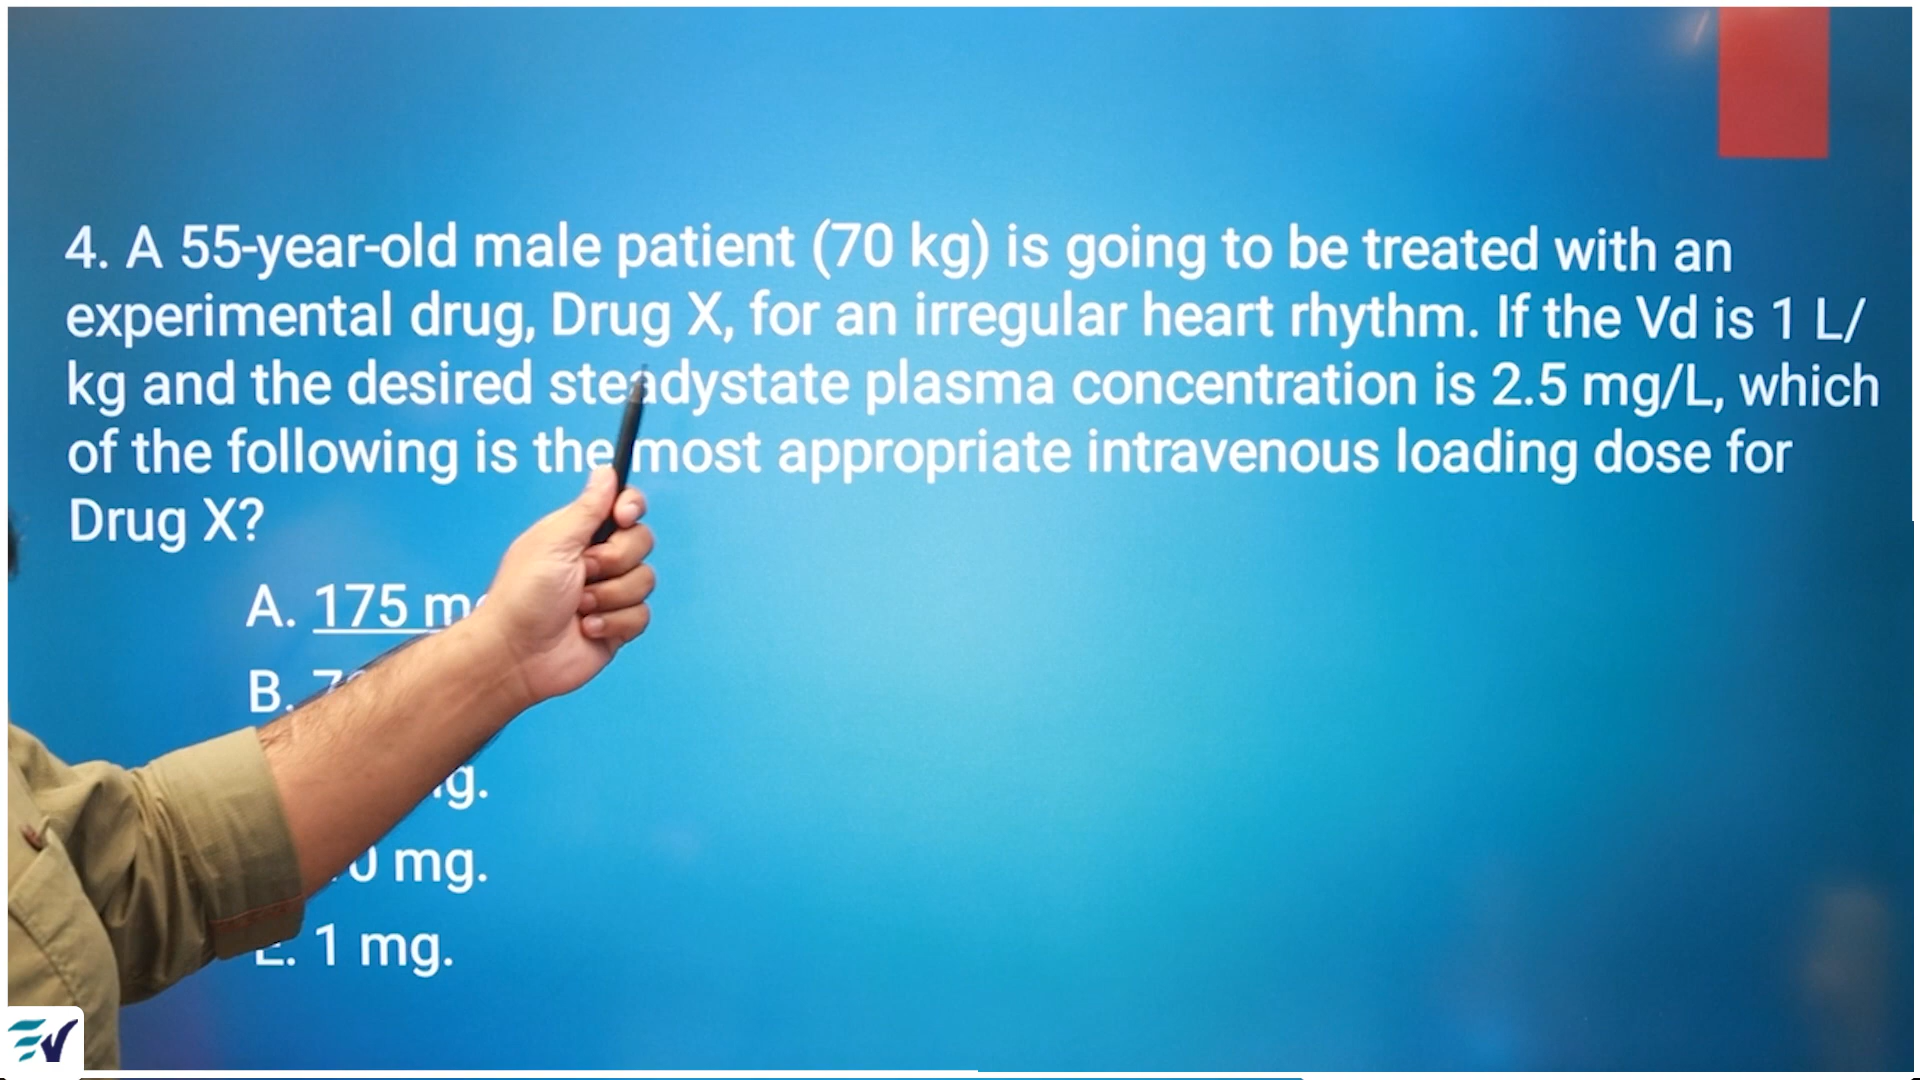 4. A 55-year-old male patient (70 kg) is going to be treated with an
experimental drug, Drug X, for an irregular heart rhythm. If the Vd is 1 L/
kg and the desired steadystate plasma concentration is 2.5 mg/L, which
of the following is the most appropriate intravenous loading dose for
Drug X?
A. 175
B.
mg.
E. 1 mg.